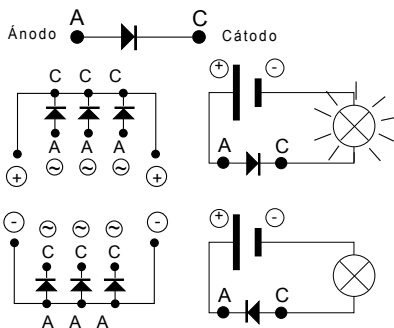 Ánodo A C Cátodo
C C C
A A A
~ ~ ~
+ +
+ -
A C
- ~ ~ ~ -
C C C
A A A
+ -
A C